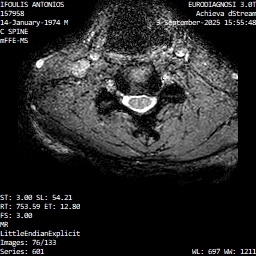 IFOULIS ANTONIOS
EURODIAGNOSI 3.0T
157958
Achieva dStream
14-January-1974 M
3-September-2025 15:55:48
C SPINE
mFFE-MS
ST: 3.00 SL: 54.21
RT: 753.59 ET: 12.80
FS: 3.00
MR
LittleEndianExplicit
Images: 76/133
Series: 601
WL: 697 WW: 1211